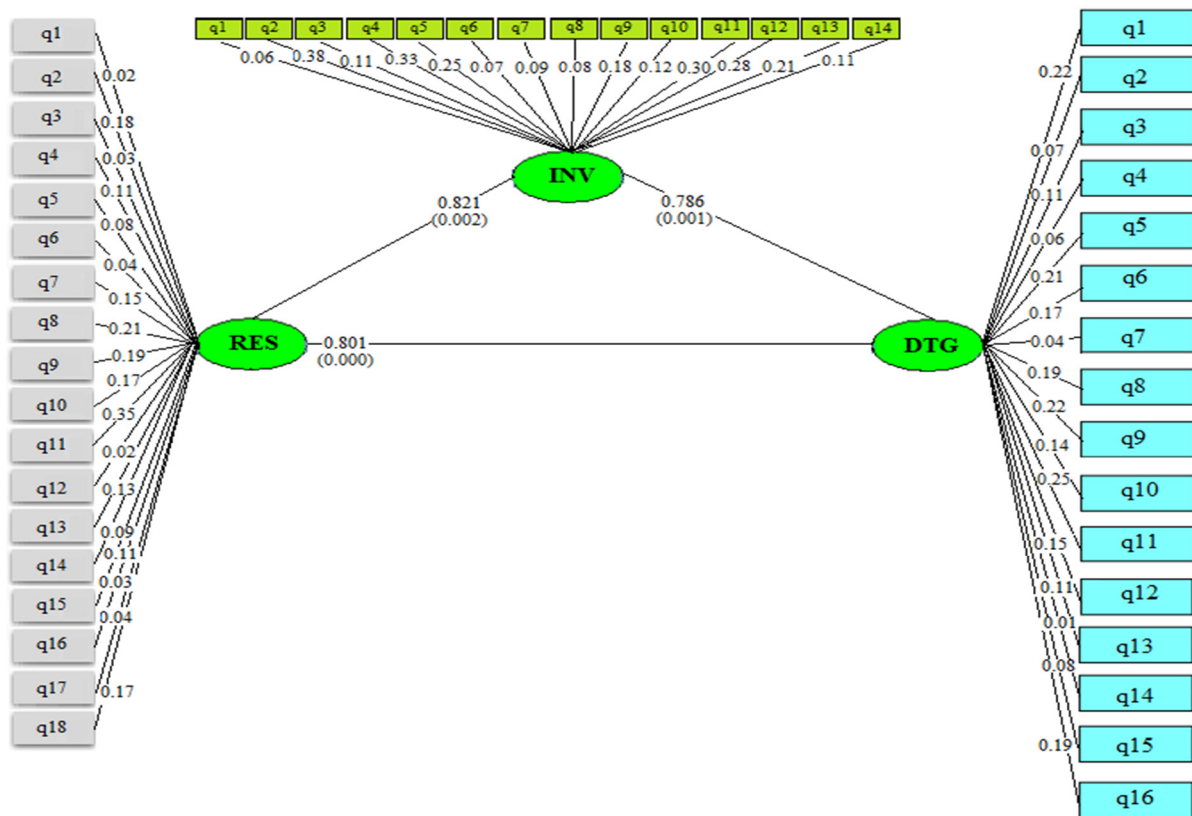 q1
q2
q3
q4
q5
q6
q7
q8
q9
q10
q11
q12
q13
q14
0.06
0.38
0.11
0.33
0.25
0.07
0.09
0.08
0.18
0.12
0.30
0.28
0.21
0.11
INV
0.821
(0.002)
0.786
(0.001)
q1
q2
q3
q4
q5
q6
q7
q8
q9
q10
q11
q12
q13
q14
q15
q16
q17
q18
0.02
0.18
0.03
0.11
0.08
0.04
0.15
0.21
0.19
0.17
0.35
0.02
0.13
0.09
0.11
0.03
0.04
0.17
RES
0.801
(0.000)
DTG
0.22
0.07
0.11
0.06
0.21
0.17
0.04
0.19
0.22
0.14
0.25
0.15
0.11
0.01
0.08
0.19
q1
q2
q3
q4
q5
q6
q7
q8
q9
q10
q11
q12
q13
q14
q15
q16